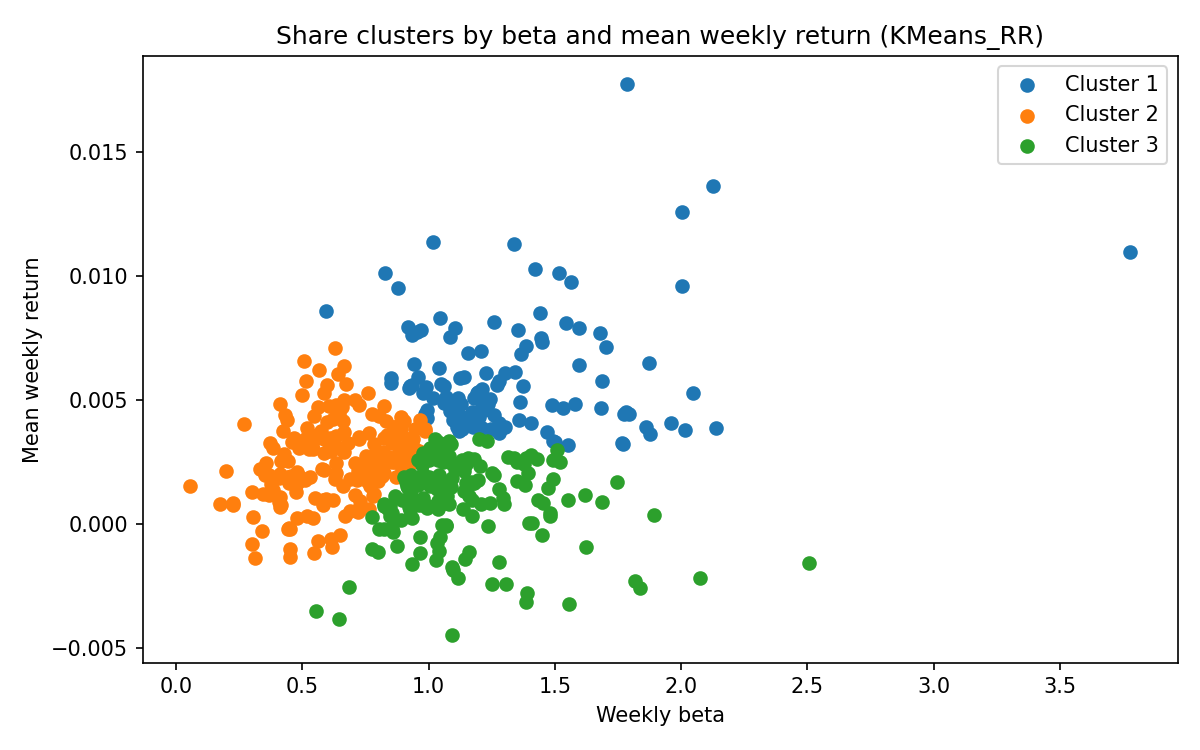 Share clusters by beta and mean weekly return (KMeans_RR)
Cluster 1
Cluster 2
Cluster 3
0.015
0.010
0.005
0.000
−0.005
Mean weekly return
0.0 0.5 1.0 1.5 2.0 2.5 3.0 3.5
Weekly beta